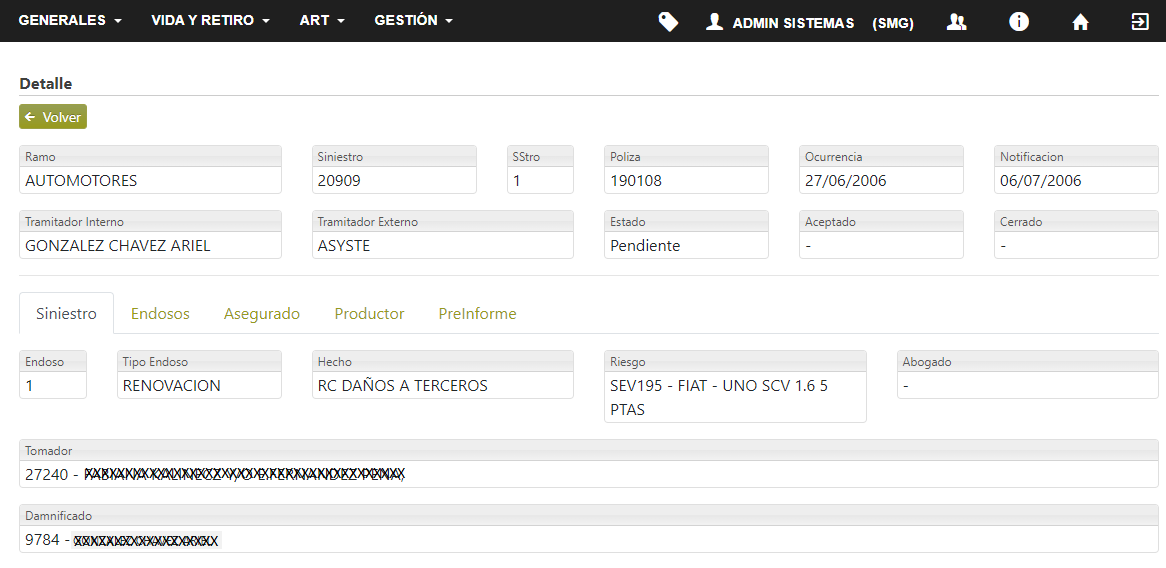 GENERALES VIDA Y RETIRO ART GESTIÓN ADMIN SISTEMAS (SMG)
Detalle
Volver
Ramo Siniestro SStro Poliza Ocurrencia Notificacion
AUTOMOTORES 20909 1 190108 27/06/2006 06/07/2006
Tramitador Interno Tramitador Externo Estado Aceptado Cerrado
GONZALEZ CHAVEZ ARIEL ASYSTE Pendiente - -
Siniestro Endosos Asegurado Productor PreInforme
Endoso Tipo Endoso Hecho Riesgo Abogado
1 RENOVACION RC DAÑOS A TERCEROS SEV195 - FIAT - UNO SCV 1.6 5 -
PTAS
Tomador
27240 -
Damnificado
9784 -